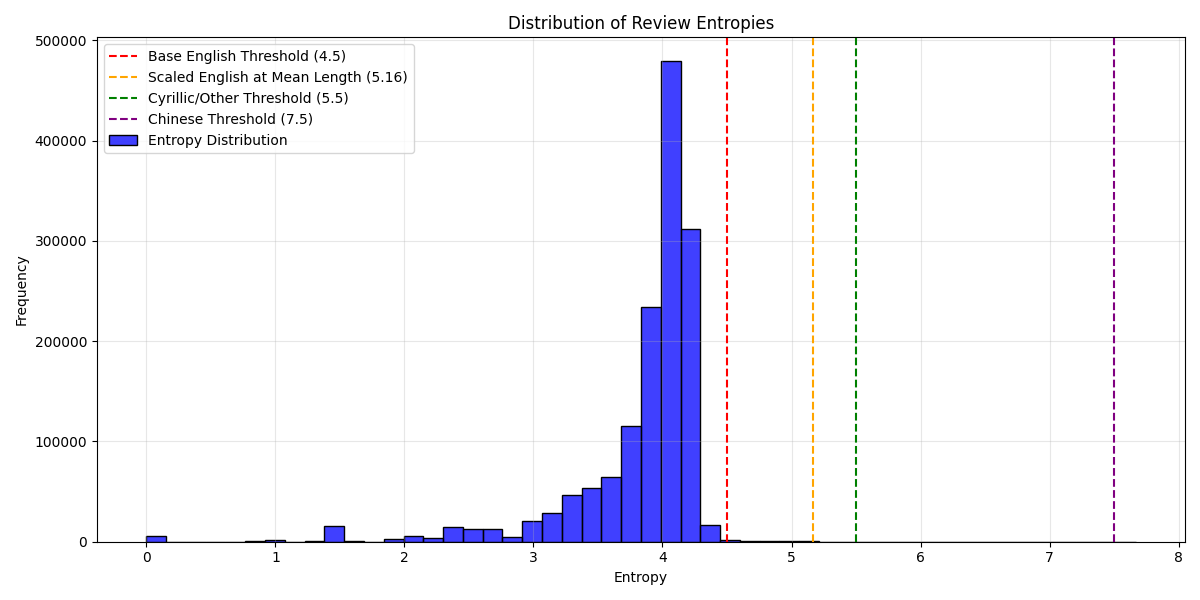 Distribution of Review Entropies
Base English Threshold (4.5)
Scaled English at Mean Length (5.16)
Cyrillic/Other Threshold (5.5)
Chinese Threshold (7.5)
Entropy Distribution
Frequency
500000
400000
300000
200000
100000
0
0 1 2 3 4 5 6 7 8
Entropy